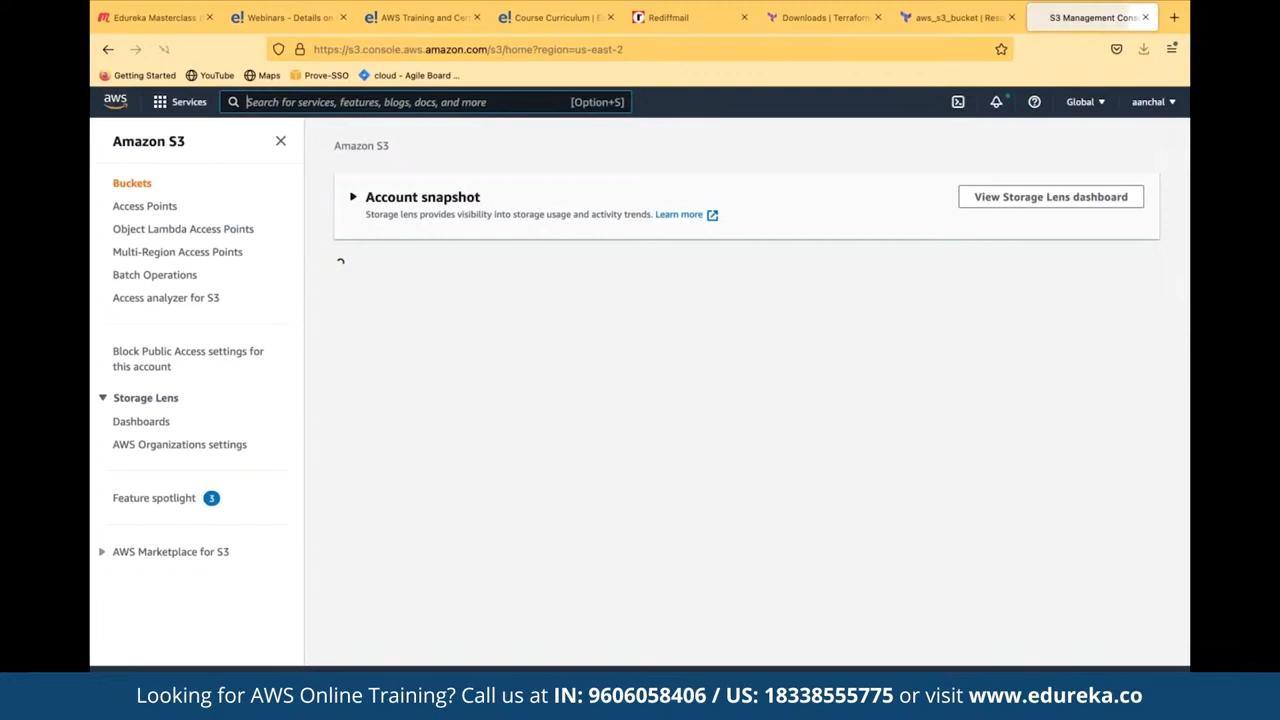 Edureka Masterclass
Webinars - Details on
AWS Training and Cer
Course Curriculum | E
Rediffmail
Downloads | Terraform
aws_s3_bucket | Reso
S3 Management Cons
https://s3.console.aws.amazon.com/s3/home?region=us-east-2
Getting Started
YouTube
Maps
Prove-SSO
cloud - Agile Board ...
aws
Services
Search for services, features, blogs, docs, and more
[Option+S]
Global
aanchal
Amazon S3
Buckets
Access Points
Object Lambda Access Points
Multi-Region Access Points
Batch Operations
Access analyzer for S3
Block Public Access settings for
this account
Storage Lens
Dashboards
AWS Organizations settings
Feature spotlight 3
AWS Marketplace for S3
Amazon S3
Account snapshot
Storage lens provides visibility into storage usage and activity trends. Learn more
View Storage Lens dashboard
Looking for AWS Online Training? Call us at IN: 9606058406 / US: 18338555775 or visit www.edureka.co